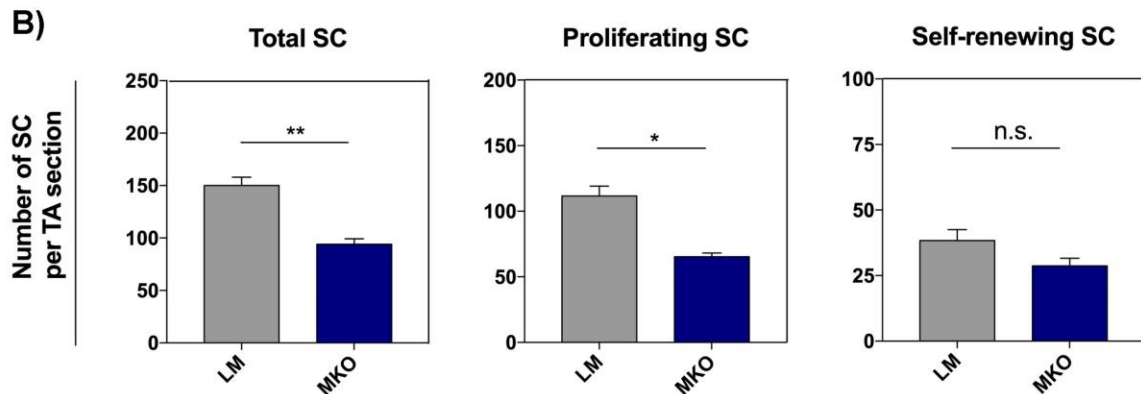 B)
Total SC
Proliferating SC
Self-renewing SC
Number of SC
per TA section
250
200
150
100
50
0
**
LM
MKO
200
150
100
50
0
*
LM
MKO
100
75
50
25
0
n.s.
LM
MKO